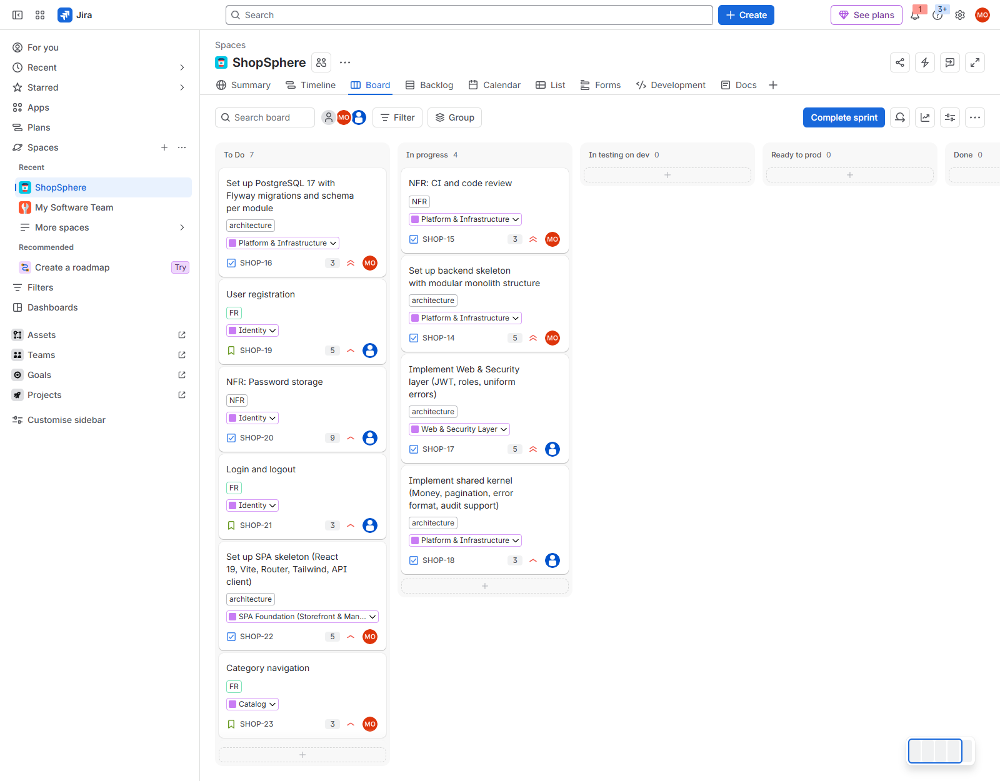 Jira
Search
Create
See plans
1
3+
MO
For you
Recent
Starred
Apps
Plans
Spaces
Recent
ShopSphere
My Software Team
More spaces
Recommended
Create a roadmap
Try
Filters
Dashboards
Assets
Teams
Goals
Projects
Customise sidebar
Spaces
ShopSphere
Summary
Timeline
Board
Backlog
Calendar
List
Forms
Development
Docs
Search board
MO
Filter
Group
Complete sprint
To Do 7
Set up PostgreSQL 17 with
Flyway migrations and schema
per module
architecture
Platform & Infrastructure
SHOP-16
3
MO
User registration
FR
Identity
SHOP-19
5
NFR: Password storage
NFR
Identity
SHOP-20
9
Login and logout
FR
Identity
SHOP-21
3
Set up SPA skeleton (React
19, Vite, Router, Tailwind, API
client)
architecture
SPA Foundation (Storefront & Man...
SHOP-22
5
MO
Category navigation
FR
Catalog
SHOP-23
3
MO
In progress 4
NFR: CI and code review
NFR
Platform & Infrastructure
SHOP-15
3
MO
Set up backend skeleton
with modular monolith structure
architecture
Platform & Infrastructure
SHOP-14
5
MO
Implement Web & Security
layer (JWT, roles, uniform
errors)
architecture
Web & Security Layer
SHOP-17
5
Implement shared kernel
(Money, pagination, error
format, audit support)
architecture
Platform & Infrastructure
SHOP-18
3
In testing on dev 0
Ready to prod 0
Done 0